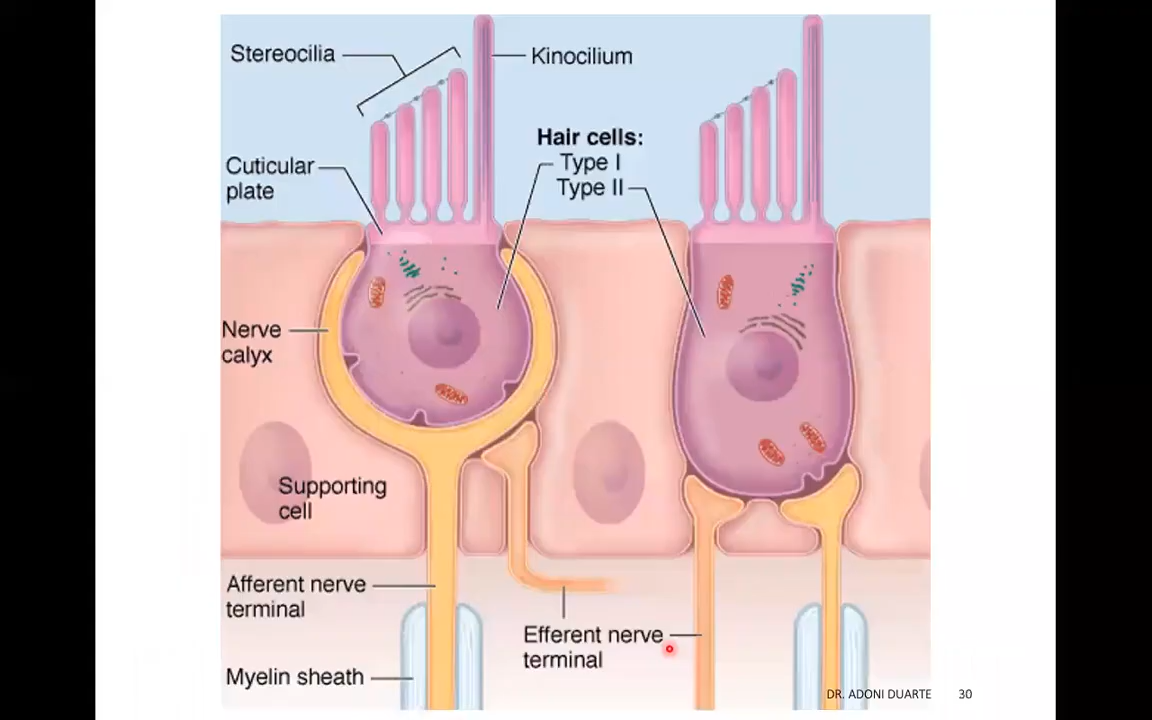 Stereocilia
Kinocilium
Hair cells:
Type I
Type II
Cuticular
plate
Nerve
calyx
Supporting
cell
Afferent nerve
terminal
Efferent nerve
terminal
Myelin sheath
DR. ADONI DUARTE 30